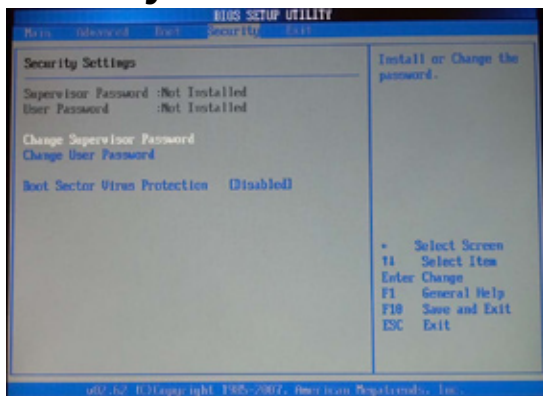 BIOS SETUP UTILITY
Main Advanced Boot Security Exit
Security Settings
Supervisor Password :Not Installed
User Password :Not Installed
Change Supervisor Password
Change User Password
Boot Sector Virus Protection [Disabled]
Install or Change the
password.
Select Screen
↑↓ Select Item
Enter Change
F1 General Help
F10 Save and Exit
ESC Exit
v02.62 (C)Copyright 1985-2007, American Megatrends, Inc.